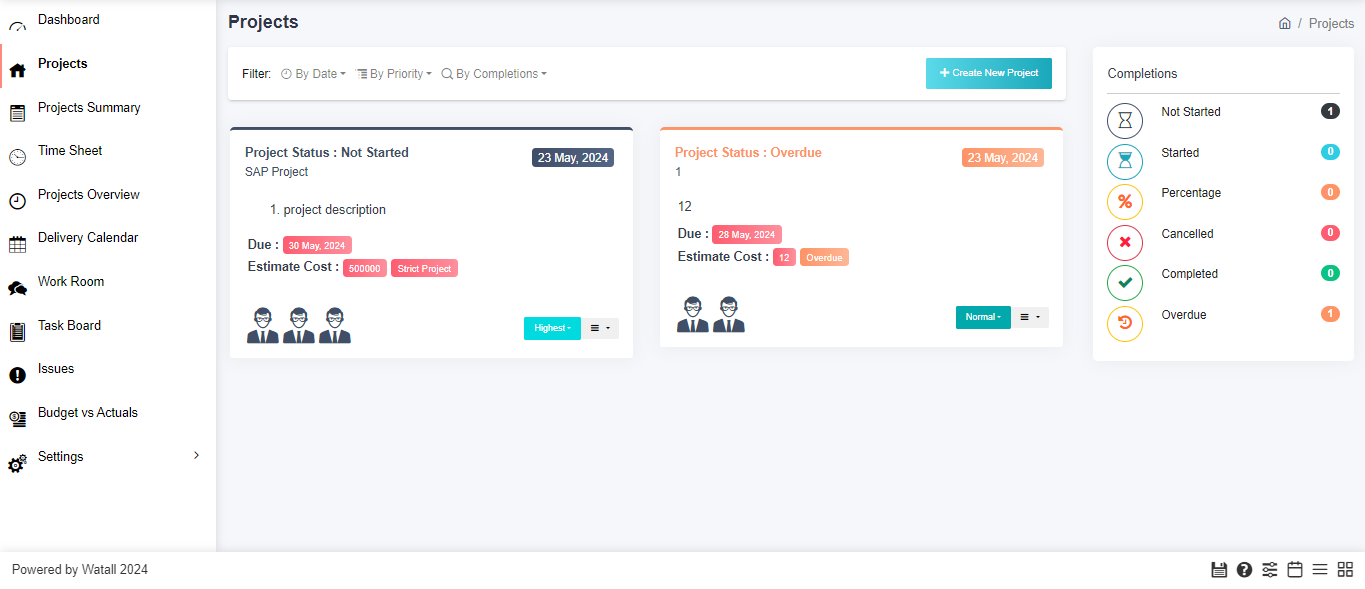 Dashboard
Projects
Projects Summary
Time Sheet
Projects Overview
Delivery Calendar
Work Room
Task Board
Issues
Budget vs Actuals
Settings
Projects
/ Projects
Filter: By Date By Priority By Completions
Create New Project
Project Status : Not Started 23 May, 2024
SAP Project
1. project description
Due : 30 May, 2024
Estimate Cost : 500000 Strict Project
Highest
Project Status : Overdue 23 May, 2024
1
12
Due : 28 May, 2024
Estimate Cost : 12 Overdue
Normal
Completions
Not Started 1
Started 0
Percentage 0
Cancelled 0
Completed 0
Overdue 1
Powered by Watall 2024